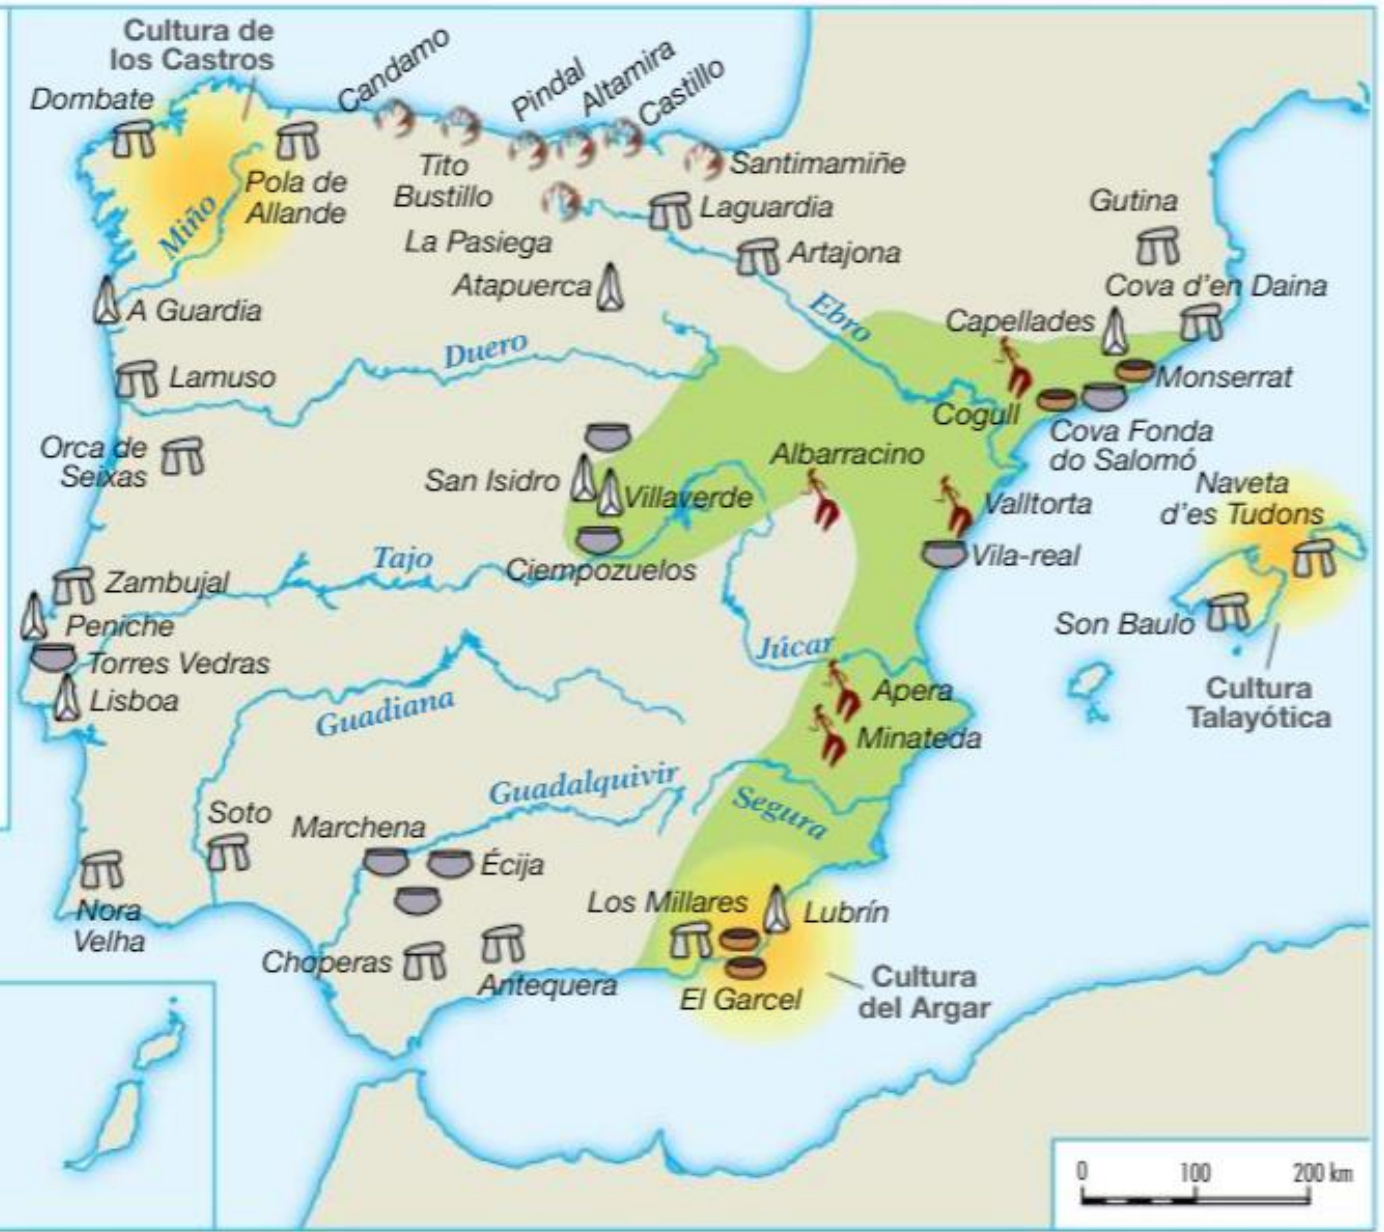 Cultura de
los Castros
Dombate
Candamo
Pindal
Altamira
Castillo
Tito
Bustillo
Santimamiñe
Pola de
Allande
Miño
Laguardia
La Pasiega
Artajona
Gutina
Atapuerca
A Guardia
Ebro
Cova d'en Daina
Capellades
Duero
Lamuso
Monserrat
Cogull
Cova Fonda
do Salomó
Orca de
Seixas
San Isidro
Villaverde
Albarracino
Valltorta
Naveta
d'es Tudons
Tajo
Ciempozuelos
Vila-real
Zambujal
Peniche
Torres Vedras
Lisboa
Son Baulo
Júcar
Cultura
Talayótica
Guadiana
Apera
Minateda
Guadalquivir
Segura
Soto
Marchena
Écija
Nora
Velha
Los Millares
Lubrín
Choperas
Antequera
El Garcel
Cultura
del Argar
0 100 200 km